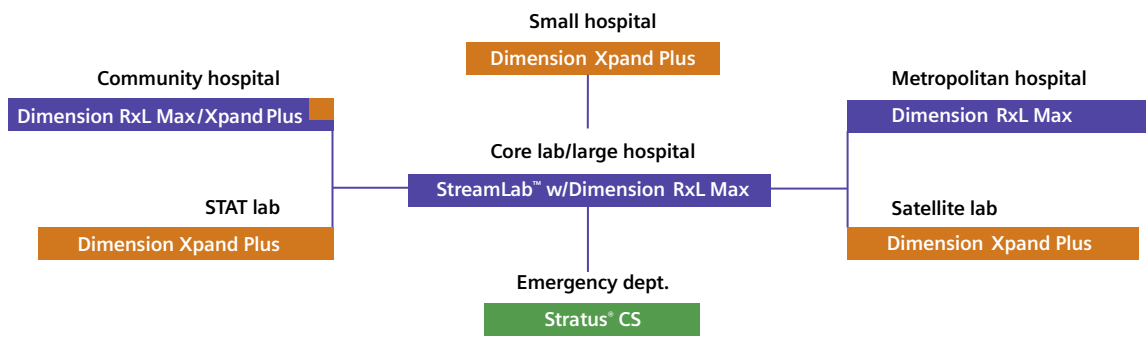 Small hospital
Dimension Xpand Plus
Community hospital
Dimension RxL Max/Xpand Plus
Metropolitan hospital
Dimension RxL Max
Core lab/large hospital
StreamLab™ w/Dimension RxL Max
STAT lab
Dimension Xpand Plus
Satellite lab
Dimension Xpand Plus
Emergency dept.
Stratus® CS